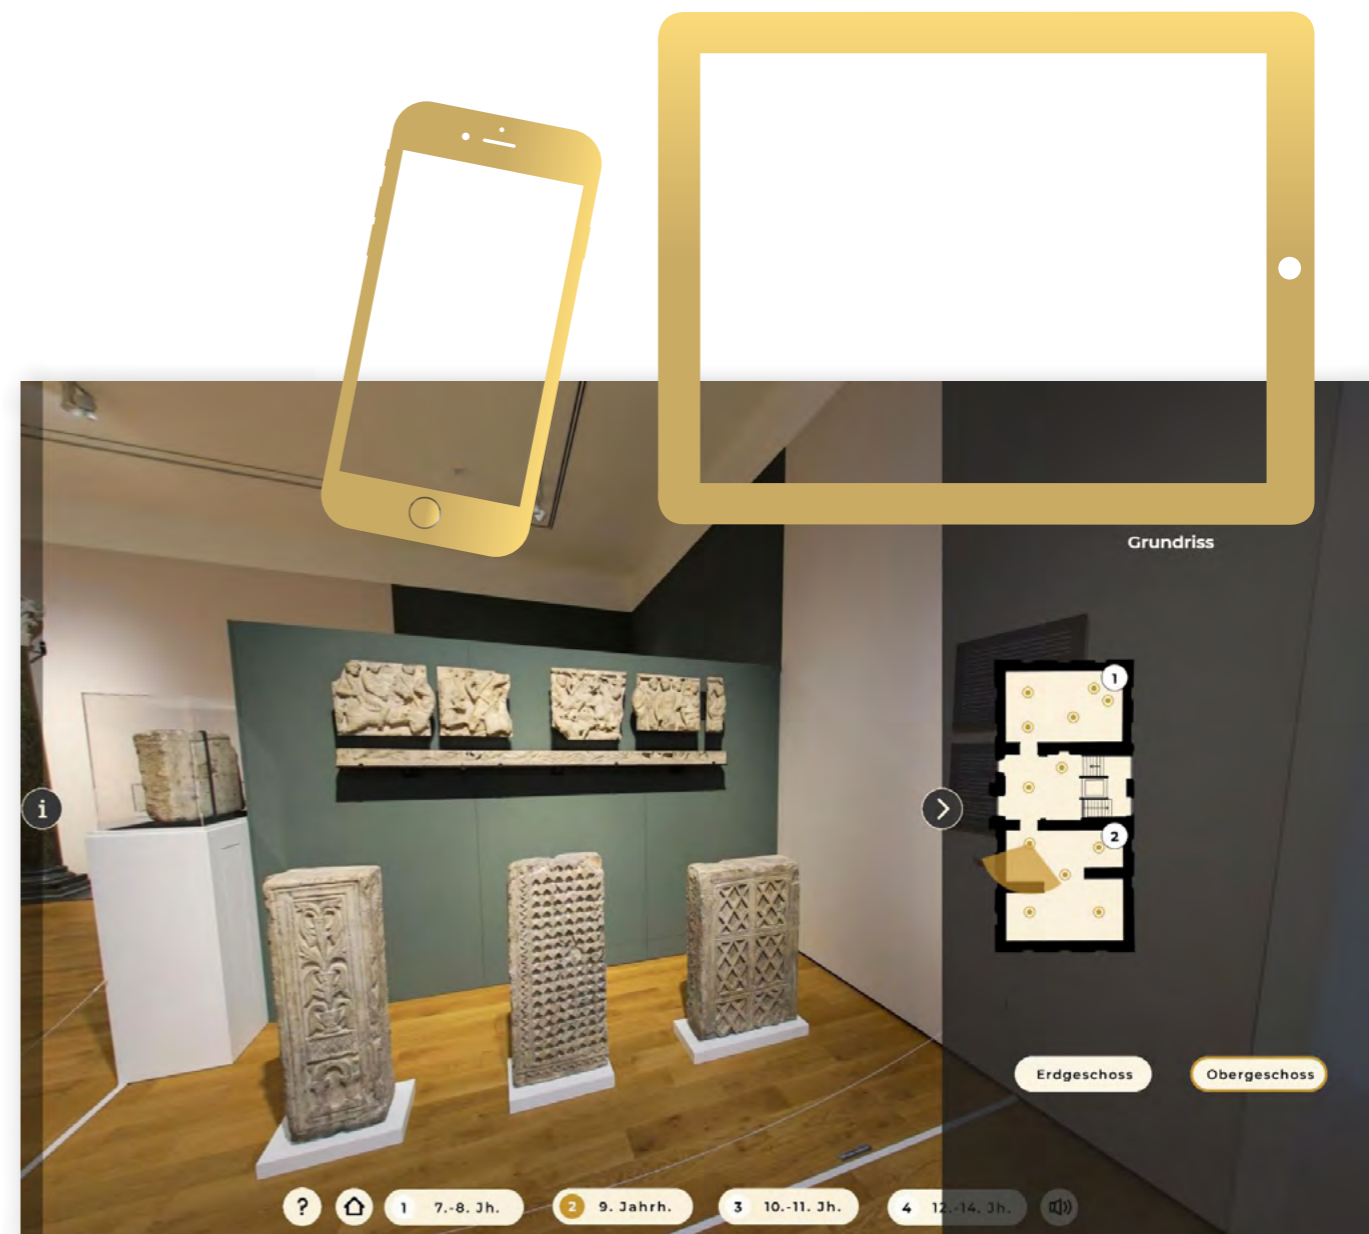 Grundriss
1
2
i
Erdgeschoss
Obergeschoss
?
1 7.-8. Jh.
2 9. Jahrh.
3 10.-11. Jh.
4 12.-14. Jh.